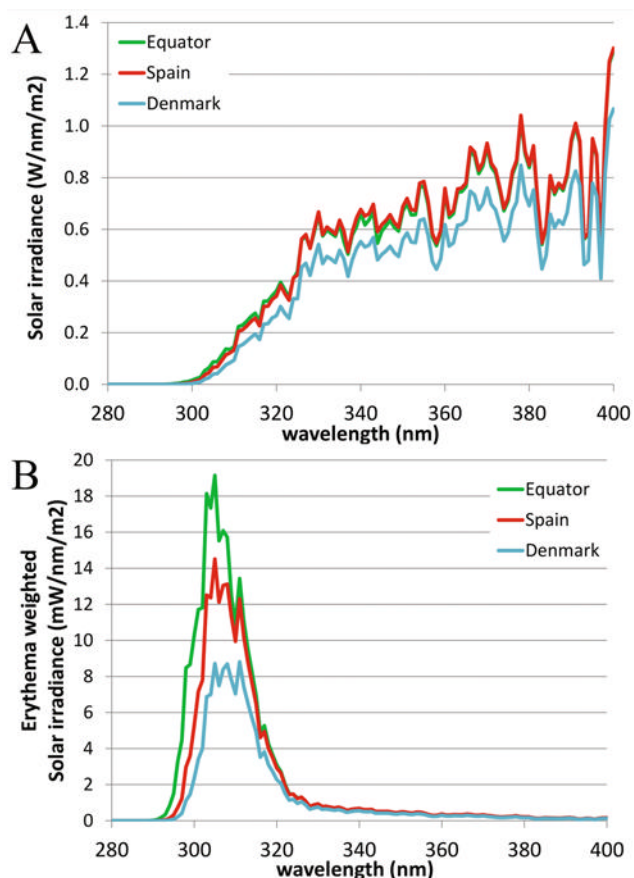 A
Solar irradiance (W/nm/m2)
1.4
1.2
1.0
0.8
0.6
0.4
0.2
0.0
Equator
Spain
Denmark
280 300 320 340 360 380 400
wavelength (nm)
B
Erythema weighted
Solar irradiance (mW/nm/m2)
20
18
16
14
12
10
8
6
4
2
0
Equator
Spain
Denmark
280 300 320 340 360 380 400
wavelength (nm)